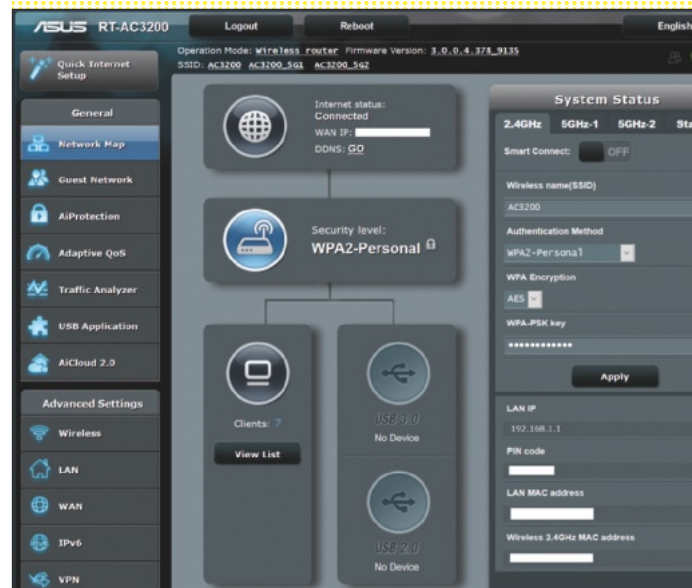 ASUS RT-AC3200
Logout
Reboot
English
Operation Mode: Wireless router Firmware Version: 3.0.0.4.378_9135
SSID: AC3200 AC3200_5G1 AC3200_5G2
Quick Internet
Setup
General
Network Map
Guest Network
AiProtection
Adaptive QoS
Traffic Analyzer
USB Application
AiCloud 2.0
Advanced Settings
Wireless
LAN
WAN
IPv6
VPN
Internet status:
Connected
WAN IP:
DDNS: GO
Security level:
WPA2-Personal
Clients: 7
View List
USB 3.0
No Device
USB 2.0
No Device
System Status
2.4GHz 5GHz-1 5GHz-2 Sta
Smart Connect: OFF
Wireless name(SSID)
AC3200
Authentication Method
WPA2-Personal
WPA Encryption
AES
WPA-PSK key
••••••••••••
Apply
LAN IP
192.168.1.1
PIN code
LAN MAC address
Wireless 2.4GHz MAC address